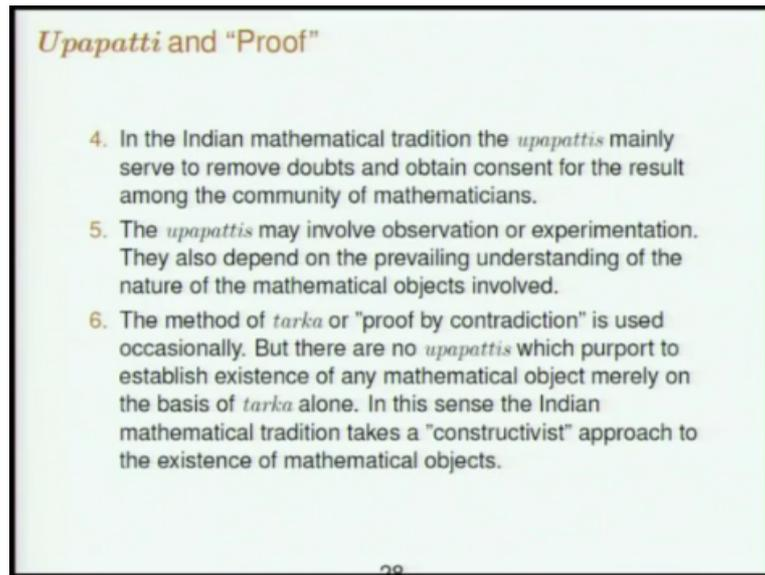 Upapatti and “Proof”
4. In the Indian mathematical tradition the upapattis mainly
serve to remove doubts and obtain consent for the result
among the community of mathematicians.
5. The upapattis may involve observation or experimentation.
They also depend on the prevailing understanding of the
nature of the mathematical objects involved.
6. The method of tarka or "proof by contradiction" is used
occasionally. But there are no upapattis which purport to
establish existence of any mathematical object merely on
the basis of tarka alone. In this sense the Indian
mathematical tradition takes a "constructivist" approach to
the existence of mathematical objects.